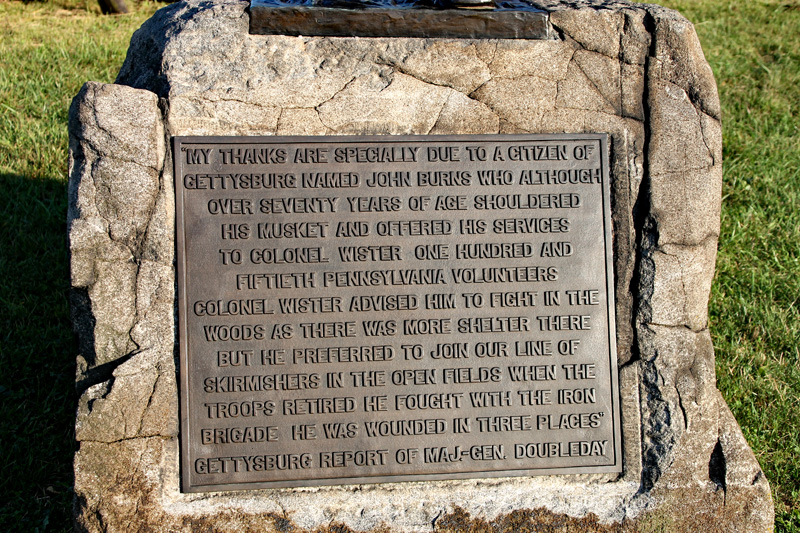 "MY THANKS ARE SPECIALLY DUE TO A CITIZEN OF
GETTYSBURG NAMED JOHN BURNS WHO ALTHOUGH
OVER SEVENTY YEARS OF AGE SHOULDERED
HIS MUSKET AND OFFERED HIS SERVICES
TO COLONEL WISTER ONE HUNDRED AND
FIFTIETH PENNSYLVANIA VOLUNTEERS
COLONEL WISTER ADVISED HIM TO FIGHT IN THE
WOODS AS THERE WAS MORE SHELTER THERE
BUT HE PREFERRED TO JOIN OUR LINE OF
SKIRMISHERS IN THE OPEN FIELDS WHEN THE
TROOPS RETIRED HE FOUGHT WITH THE IRON
BRIGADE HE WAS WOUNDED IN THREE PLACES"
GETTYSBURG REPORT OF MAJ.-GEN. DOUBLEDAY